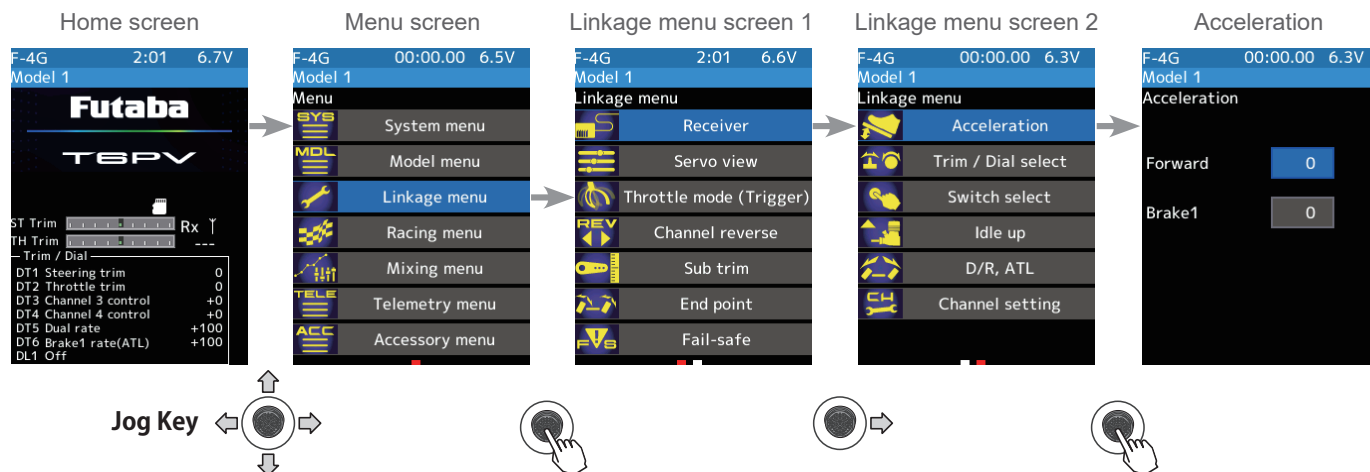 Home screen
Menu screen
Linkage menu screen 1
Linkage menu screen 2
Acceleration
F-4G 2:01 6.7V
Model 1
Futaba
T6PV
ST Trim
Rx
TH Trim
---
Trim / Dial
DT1 Steering trim 0
DT2 Throttle trim 0
DT3 Channel 3 control +0
DT4 Channel 4 control +0
DT5 Dual rate +100
DT6 Brake1 rate(ATL) +100
DL1 Off
F-4G 00:00.00 6.5V
Model 1
Menu
SYS System menu
MDL Model menu
Linkage menu
Racing menu
Mixing menu
TELE Telemetry menu
ACC Accessory menu
F-4G 2:01 6.6V
Model 1
Linkage menu
Receiver
Servo view
Throttle mode (Trigger)
REV Channel reverse
Sub trim
End point
F S Fail-safe
F-4G 00:00.00 6.3V
Model 1
Linkage menu
Acceleration
Trim / Dial select
Switch select
Idle up
D/R, ATL
CH Channel setting
F-4G 00:00.00 6.3V
Model 1
Acceleration
Forward 0
Brake1 0
Jog Key